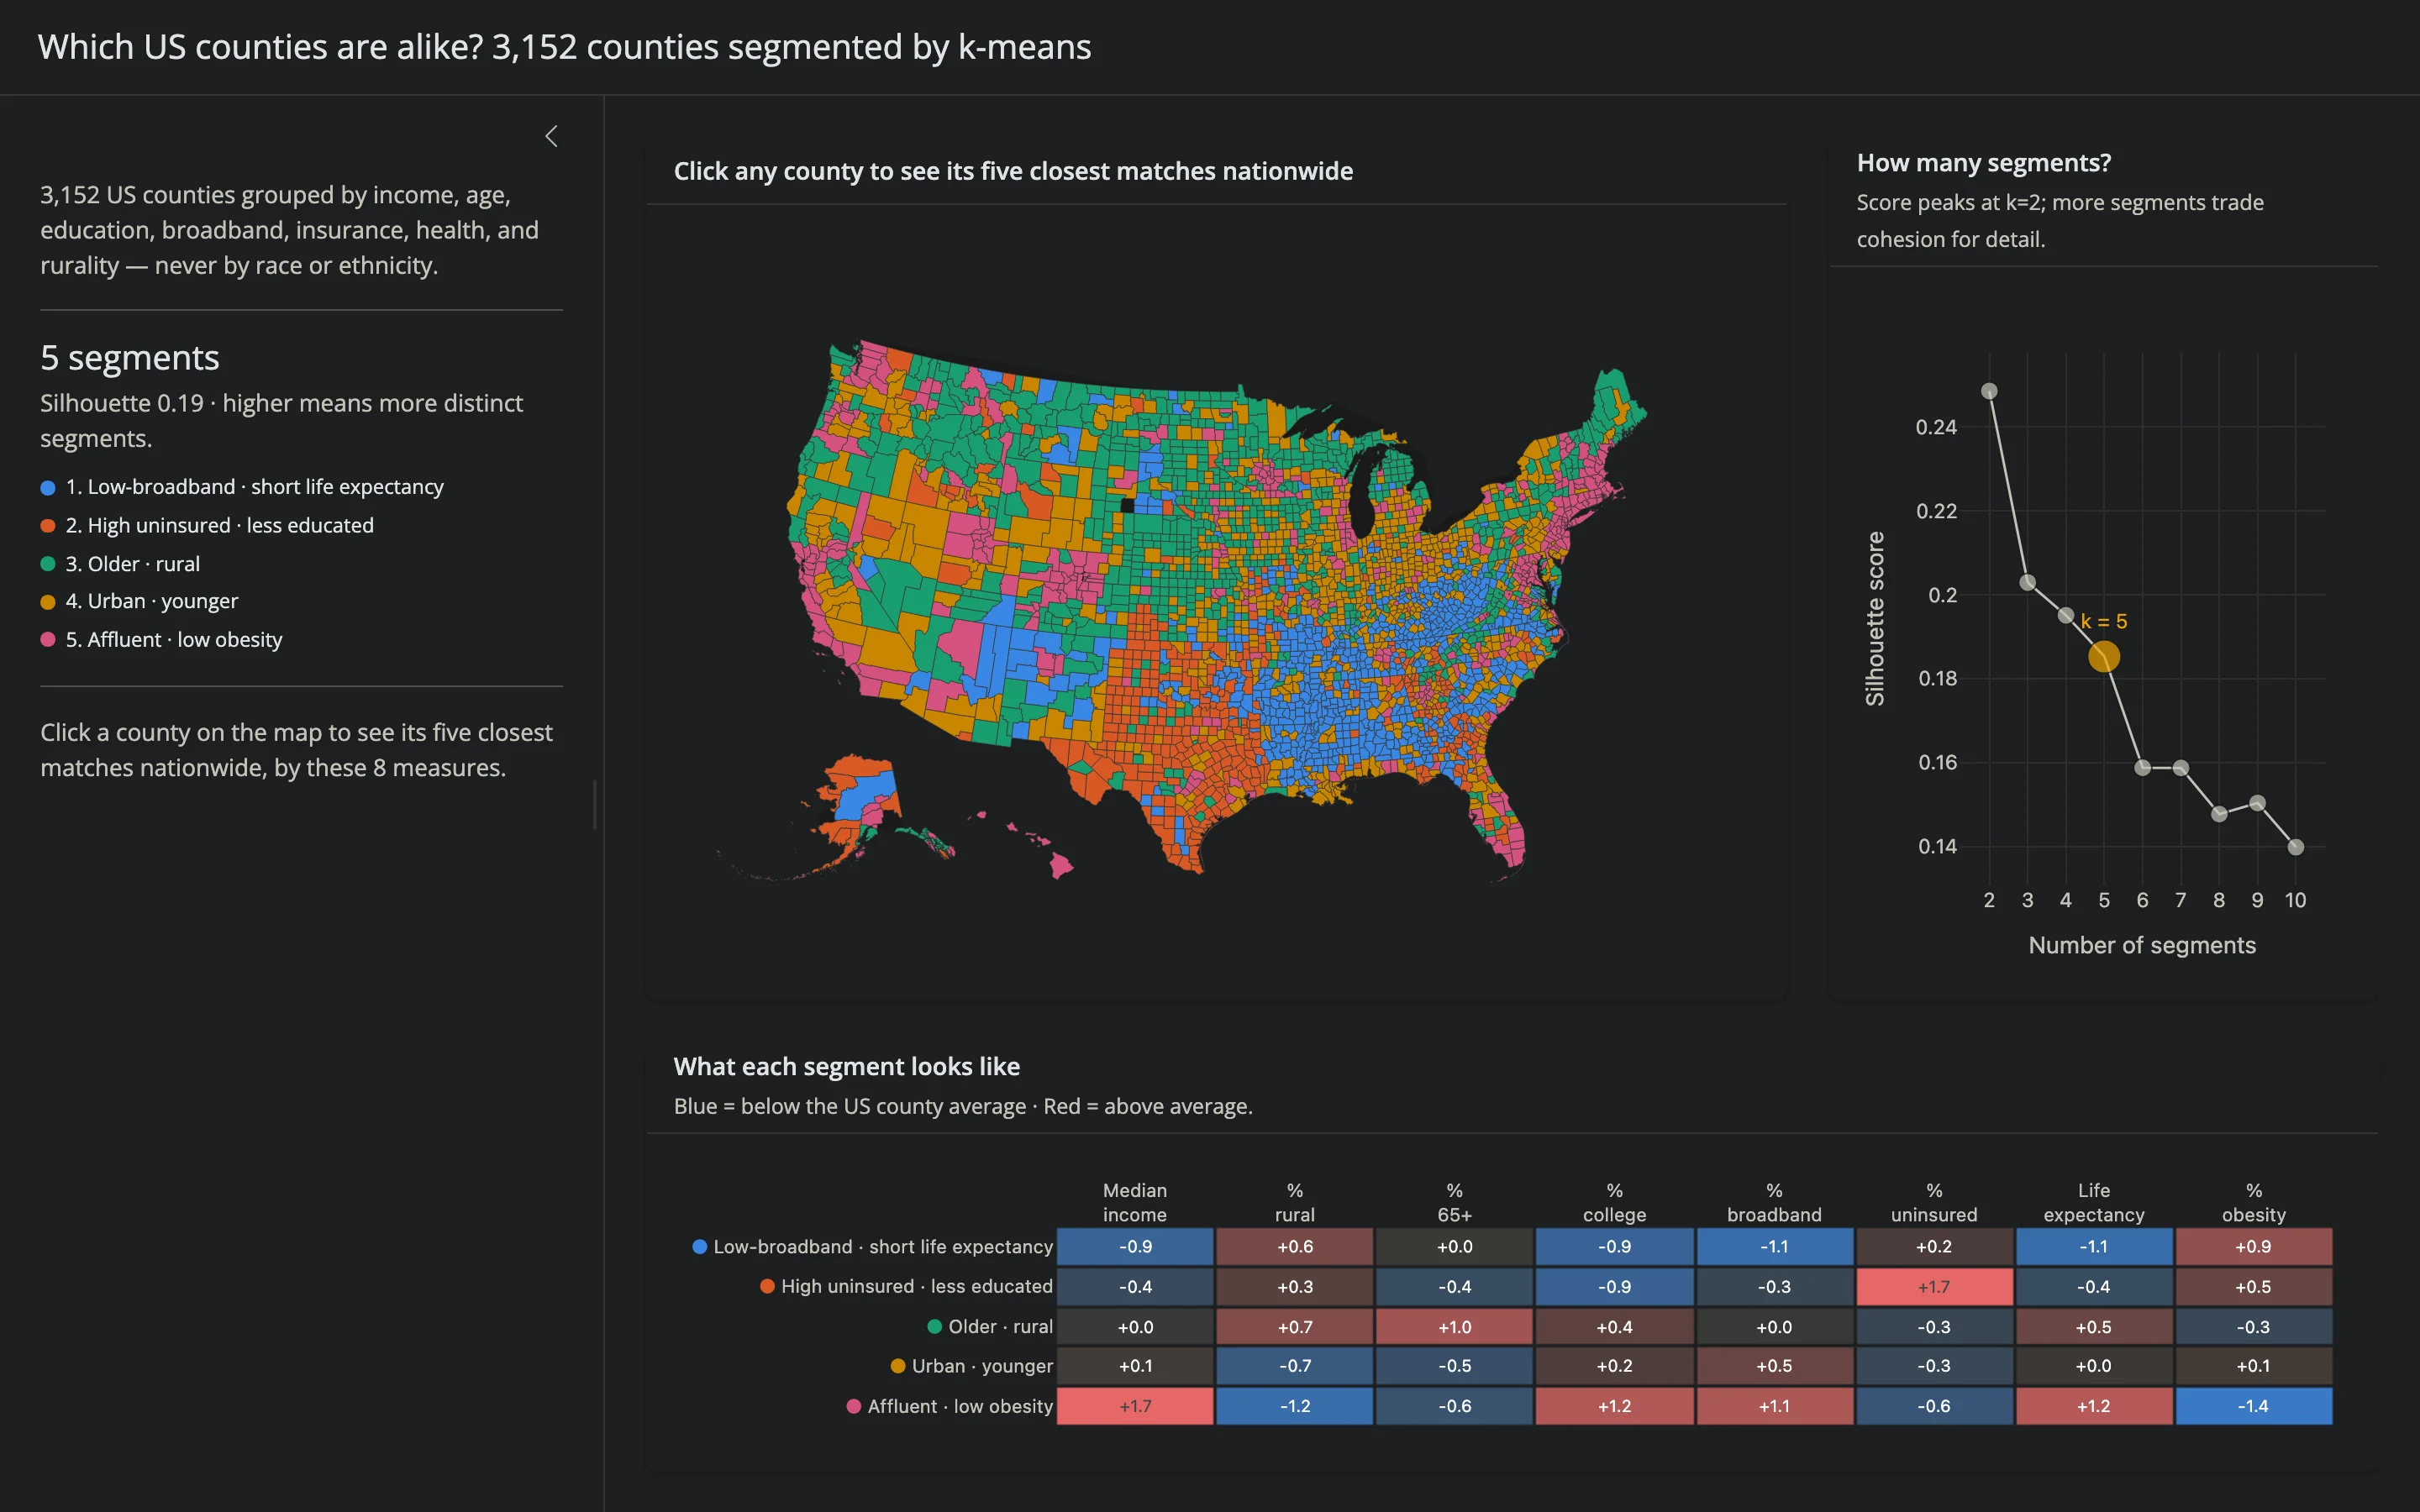 Which US counties are alike? 3,152 counties segmented by k-means
3,152 US counties grouped by income, age,
education, broadband, insurance, health, and
rurality — never by race or ethnicity.
5 segments
Silhouette 0.19 · higher means more distinct
segments.
1. Low-broadband · short life expectancy
2. High uninsured · less educated
3. Older · rural
4. Urban · younger
5. Affluent · low obesity
Click a county on the map to see its five closest
matches nationwide, by these 8 measures.
Click any county to see its five closest matches nationwide
How many segments?
Score peaks at k=2; more segments trade
cohesion for detail.
Silhouette score
0.24
0.22
0.2
0.18
0.16
0.14
k = 5
2 3 4 5 6 7 8 9 10
Number of segments
What each segment looks like
Blue = below the US county average · Red = above average.
Median % % % % % Life %
income rural 65+ college broadband uninsured expectancy obesity
Low-broadband · short life expectancy -0.9 +0.6 +0.0 -0.9 -1.1 +0.2 -1.1 +0.9
High uninsured · less educated -0.4 +0.3 -0.4 -0.9 -0.3 +1.7 -0.4 +0.5
Older · rural +0.0 +0.7 +1.0 +0.4 +0.0 -0.3 +0.5 -0.3
Urban · younger +0.1 -0.7 -0.5 +0.2 +0.5 -0.3 +0.0 +0.1
Affluent · low obesity +1.7 -1.2 -0.6 +1.2 +1.1 -0.6 +1.2 -1.4